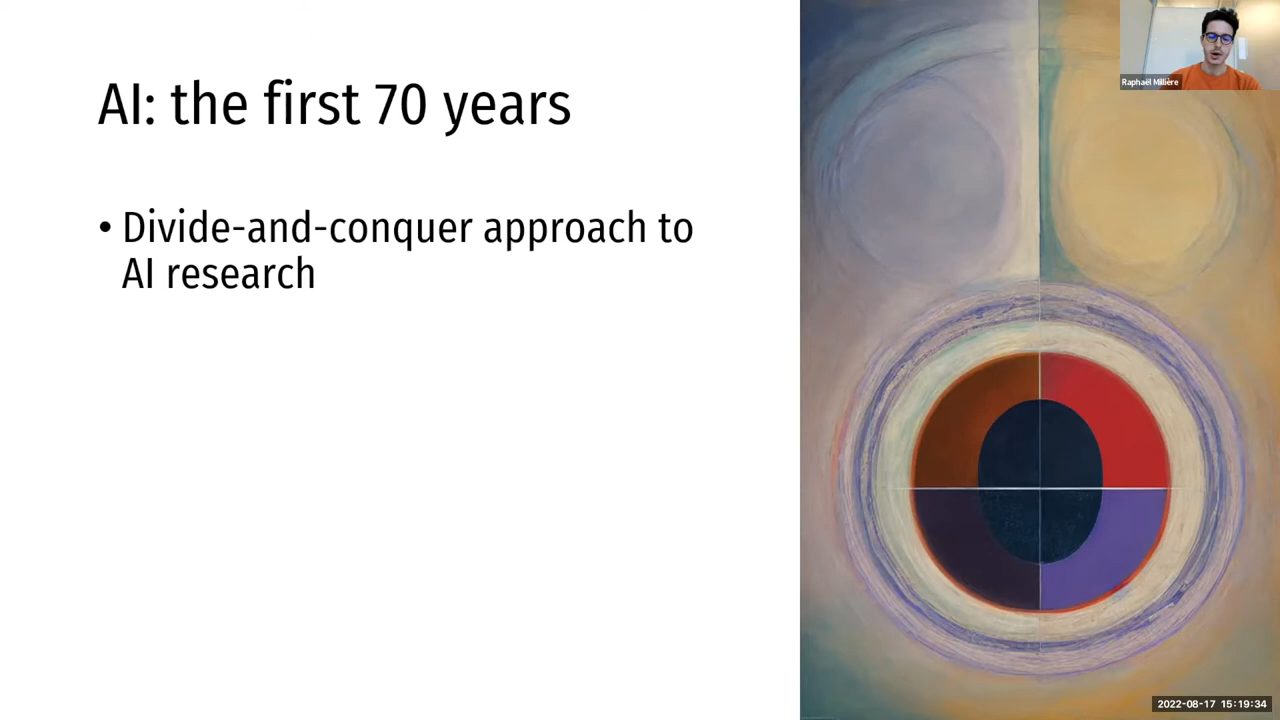 AI: the first 70 years
• Divide-and-conquer approach to
AI research
Raphaël Millière
2022-08-17 15:19:34